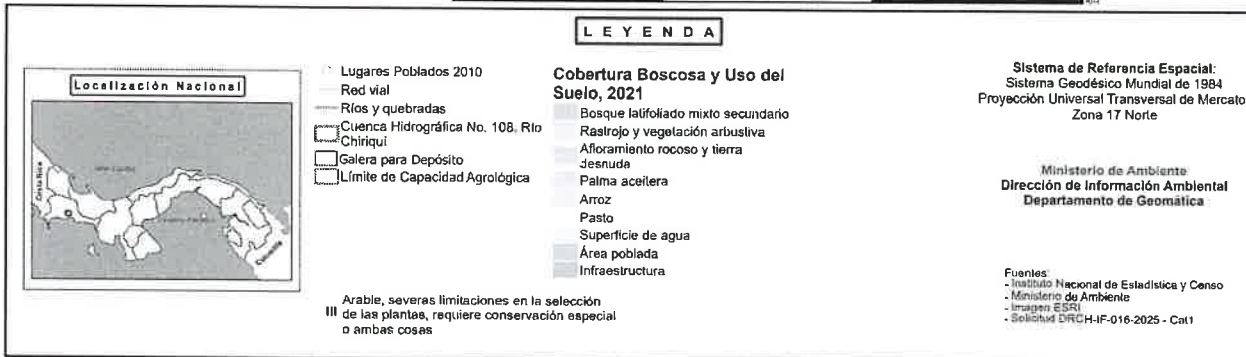 LEYENDA
Localización Nacional
Costa Rica
Colombia
Lugares Poblados 2010
Red vial
Ríos y quebradas
Cuenca Hidrográfica No. 108, Río
Chiriquí
Galera para Depósito
Límite de Capacidad Agrológica
III Arable, severas limitaciones en la selección
de las plantas, requiere conservación especial
o ambas cosas
Cobertura Boscosa y Uso del
Suelo, 2021
Bosque latifoliado mixto secundario
Rastrojo y vegetación arbustiva
Afloramiento rocoso y tierra
desnuda
Palma aceitera
Arroz
Pasto
Superficie de agua
Área poblada
Infraestructura
Sistema de Referencia Espacial:
Sistema Geodésico Mundial de 1984
Proyección Universal Transversal de Mercato
Zona 17 Norte
Ministerio de Ambiente
Dirección de Información Ambiental
Departamento de Geomática
Fuentes:
- Instituto Nacional de Estadística y Censo
- Ministerio de Ambiente
- Imagen ESRI
- Solicitud DRCH-IF-016-2025 - Cat1